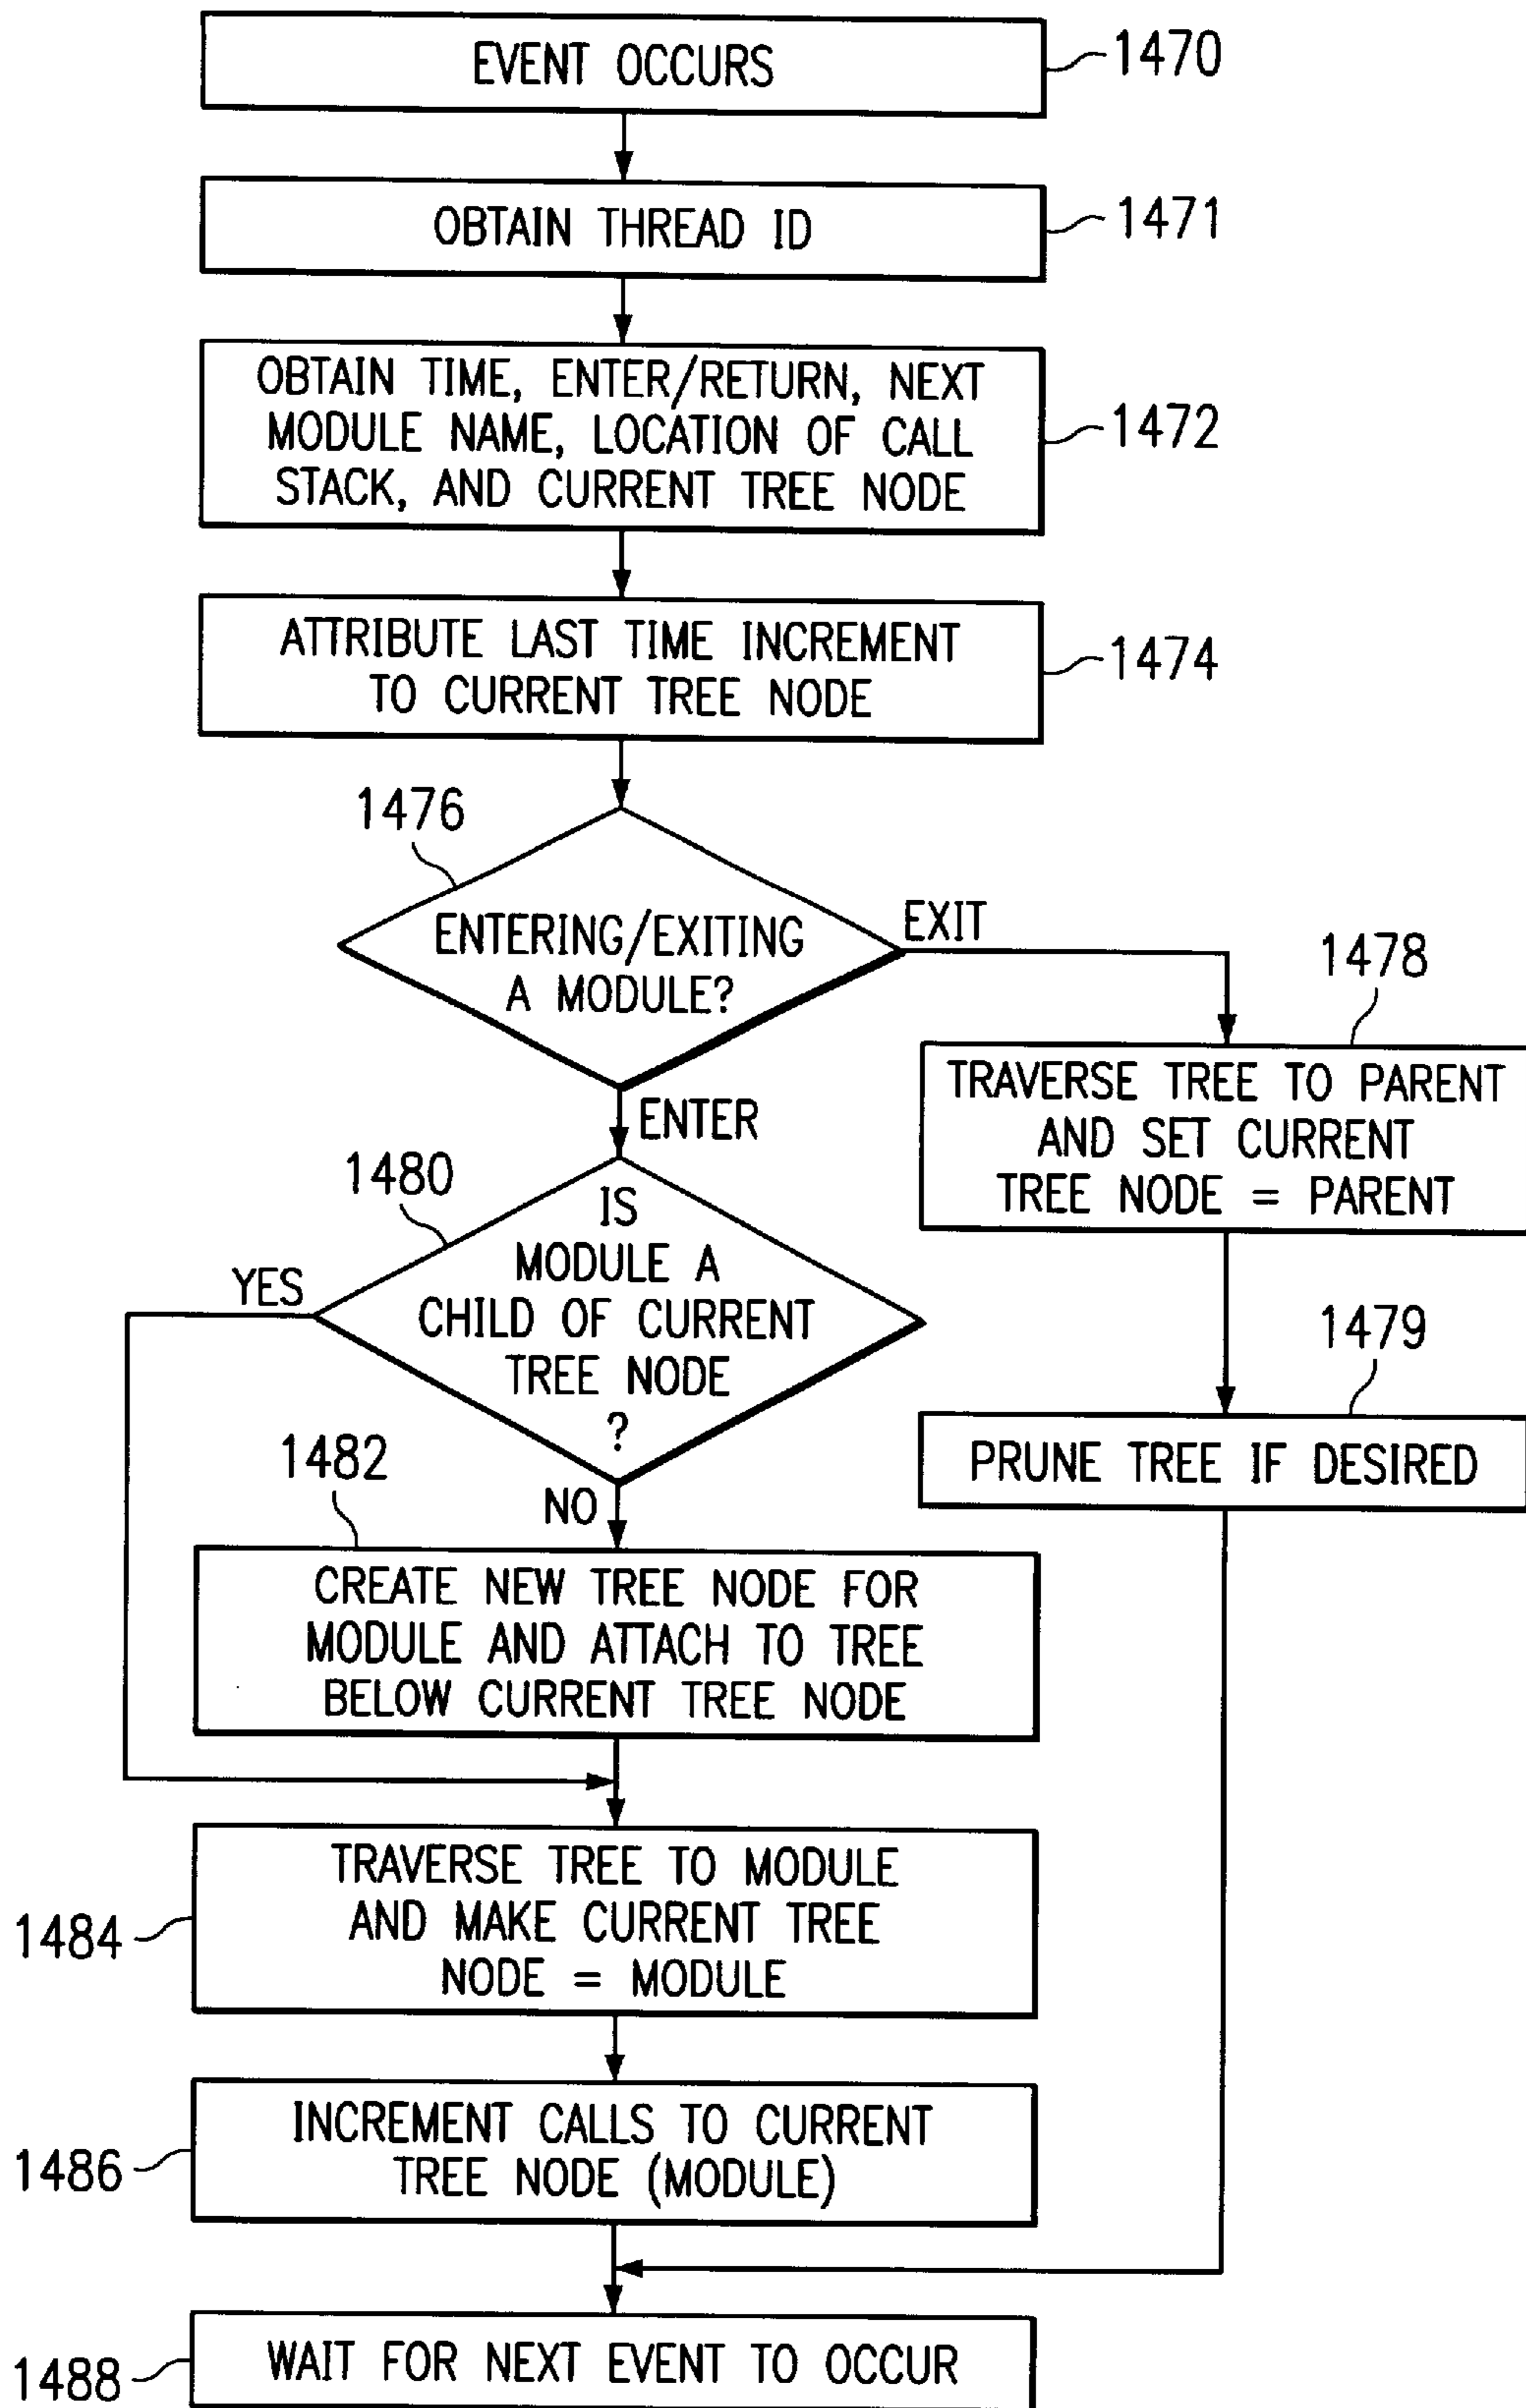 EVENT OCCURS
1470
OBTAIN THREAD ID
1471
OBTAIN TIME, ENTER/RETURN, NEXT
MODULE NAME, LOCATION OF CALL
STACK, AND CURRENT TREE NODE
1472
ATTRIBUTE LAST TIME INCREMENT
TO CURRENT TREE NODE
1474
1476
ENTERING/EXITING
A MODULE?
EXIT
ENTER
1478
TRAVERSE TREE TO PARENT
AND SET CURRENT
TREE NODE = PARENT
1480
IS
MODULE A
CHILD OF CURRENT
TREE NODE
?
YES
NO
1479
PRUNE TREE IF DESIRED
1482
CREATE NEW TREE NODE FOR
MODULE AND ATTACH TO TREE
BELOW CURRENT TREE NODE
TRAVERSE TREE TO MODULE
AND MAKE CURRENT TREE
NODE = MODULE
1484
INCREMENT CALLS TO CURRENT
TREE NODE (MODULE)
1486
WAIT FOR NEXT EVENT TO OCCUR
1488